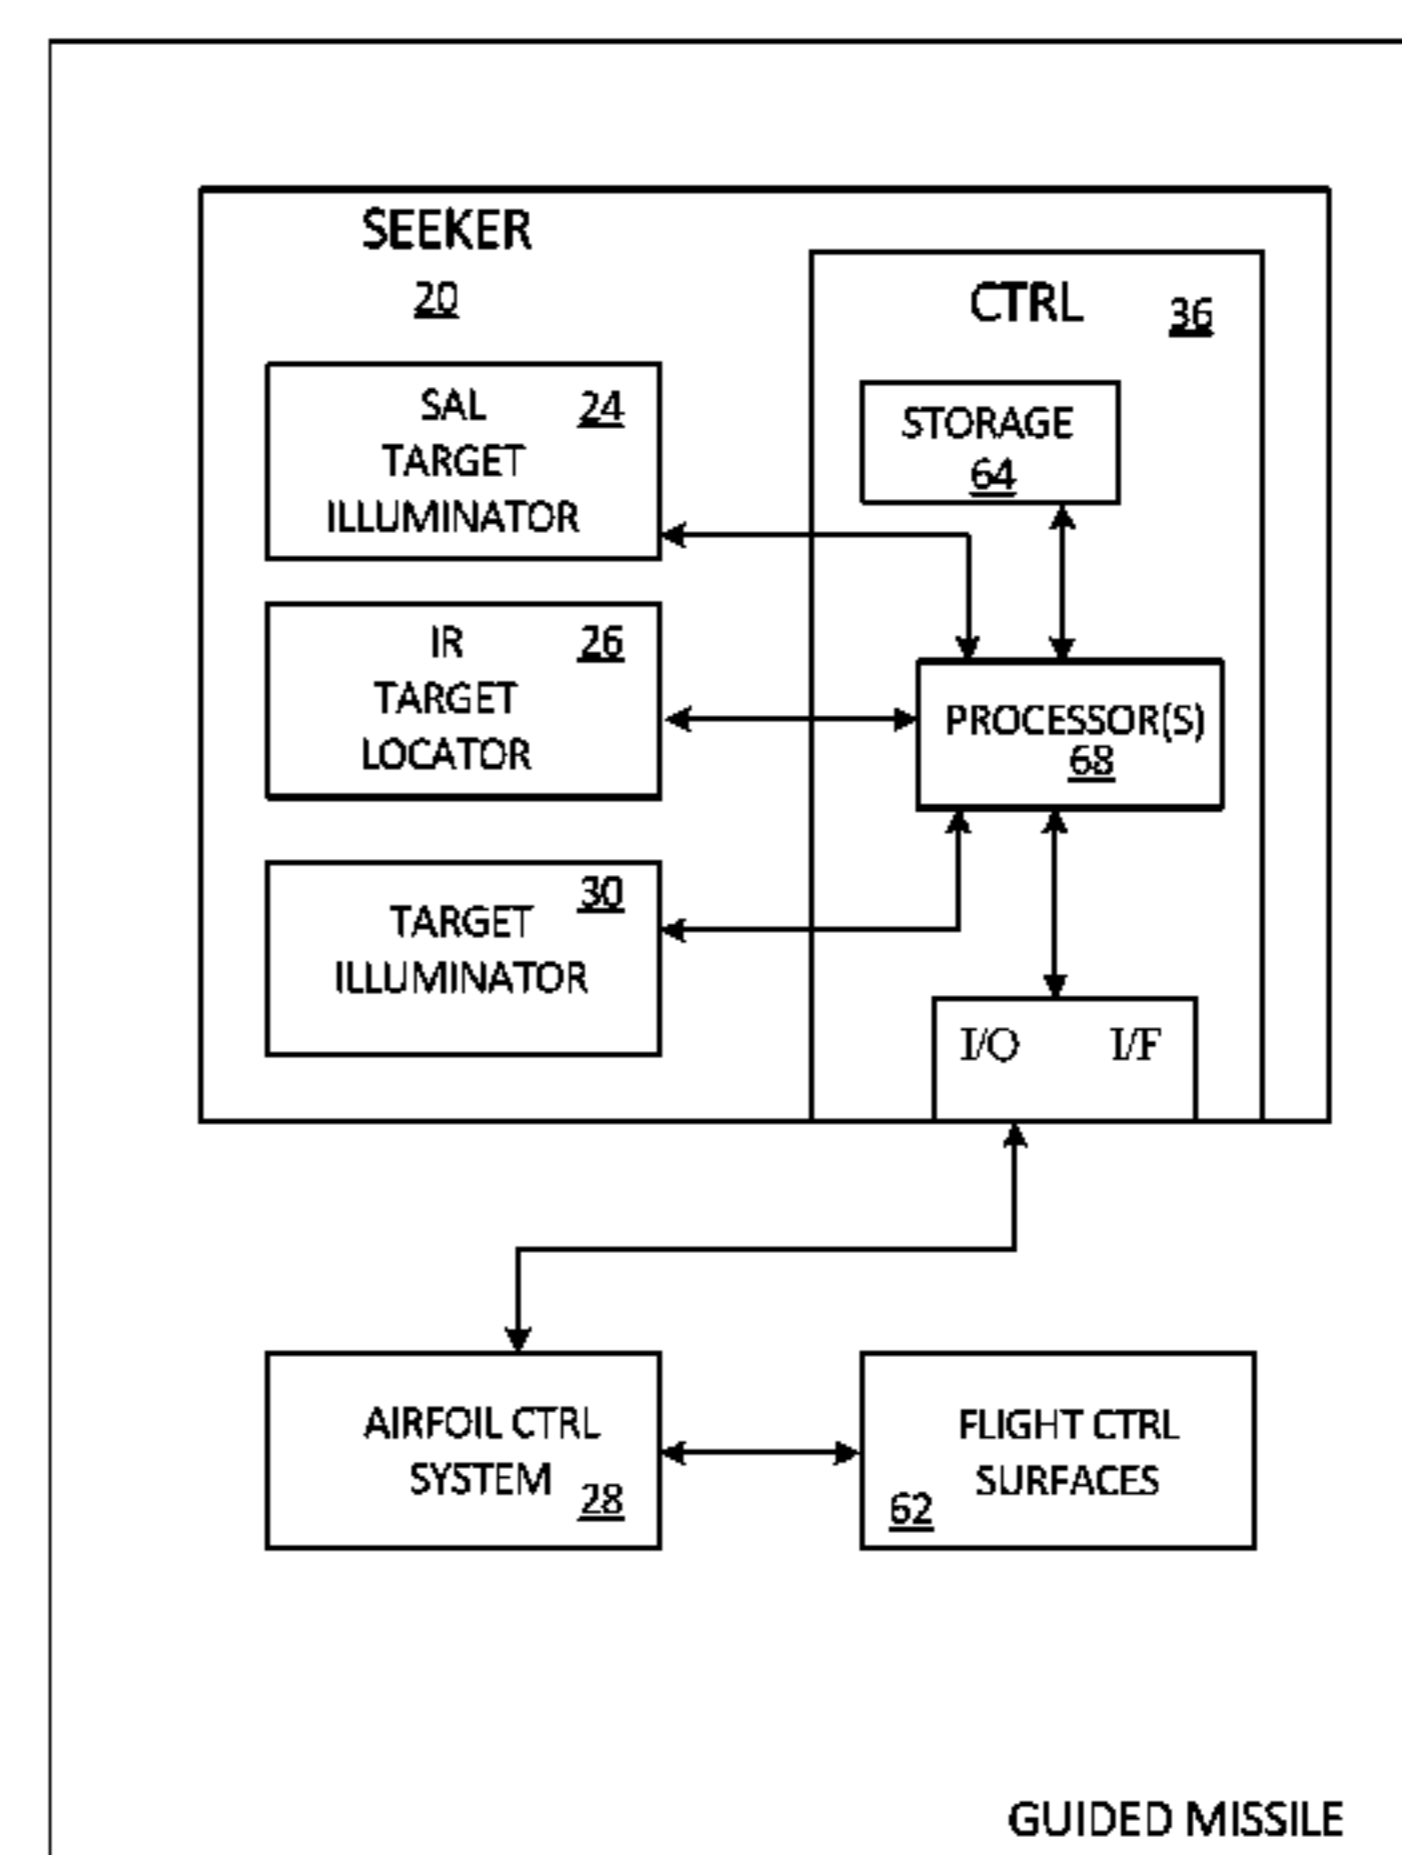 SEEKER
20
CTRL
36
SAL
24
TARGET
ILLUMINATOR
STORAGE
64
IR
26
TARGET
LOCATOR
PROCESSOR(S)
68
30
TARGET
ILLUMINATOR
I/O I/F
AIRFOIL CTRL
SYSTEM
28
FLIGHT CTRL
SURFACES
62
GUIDED MISSILE